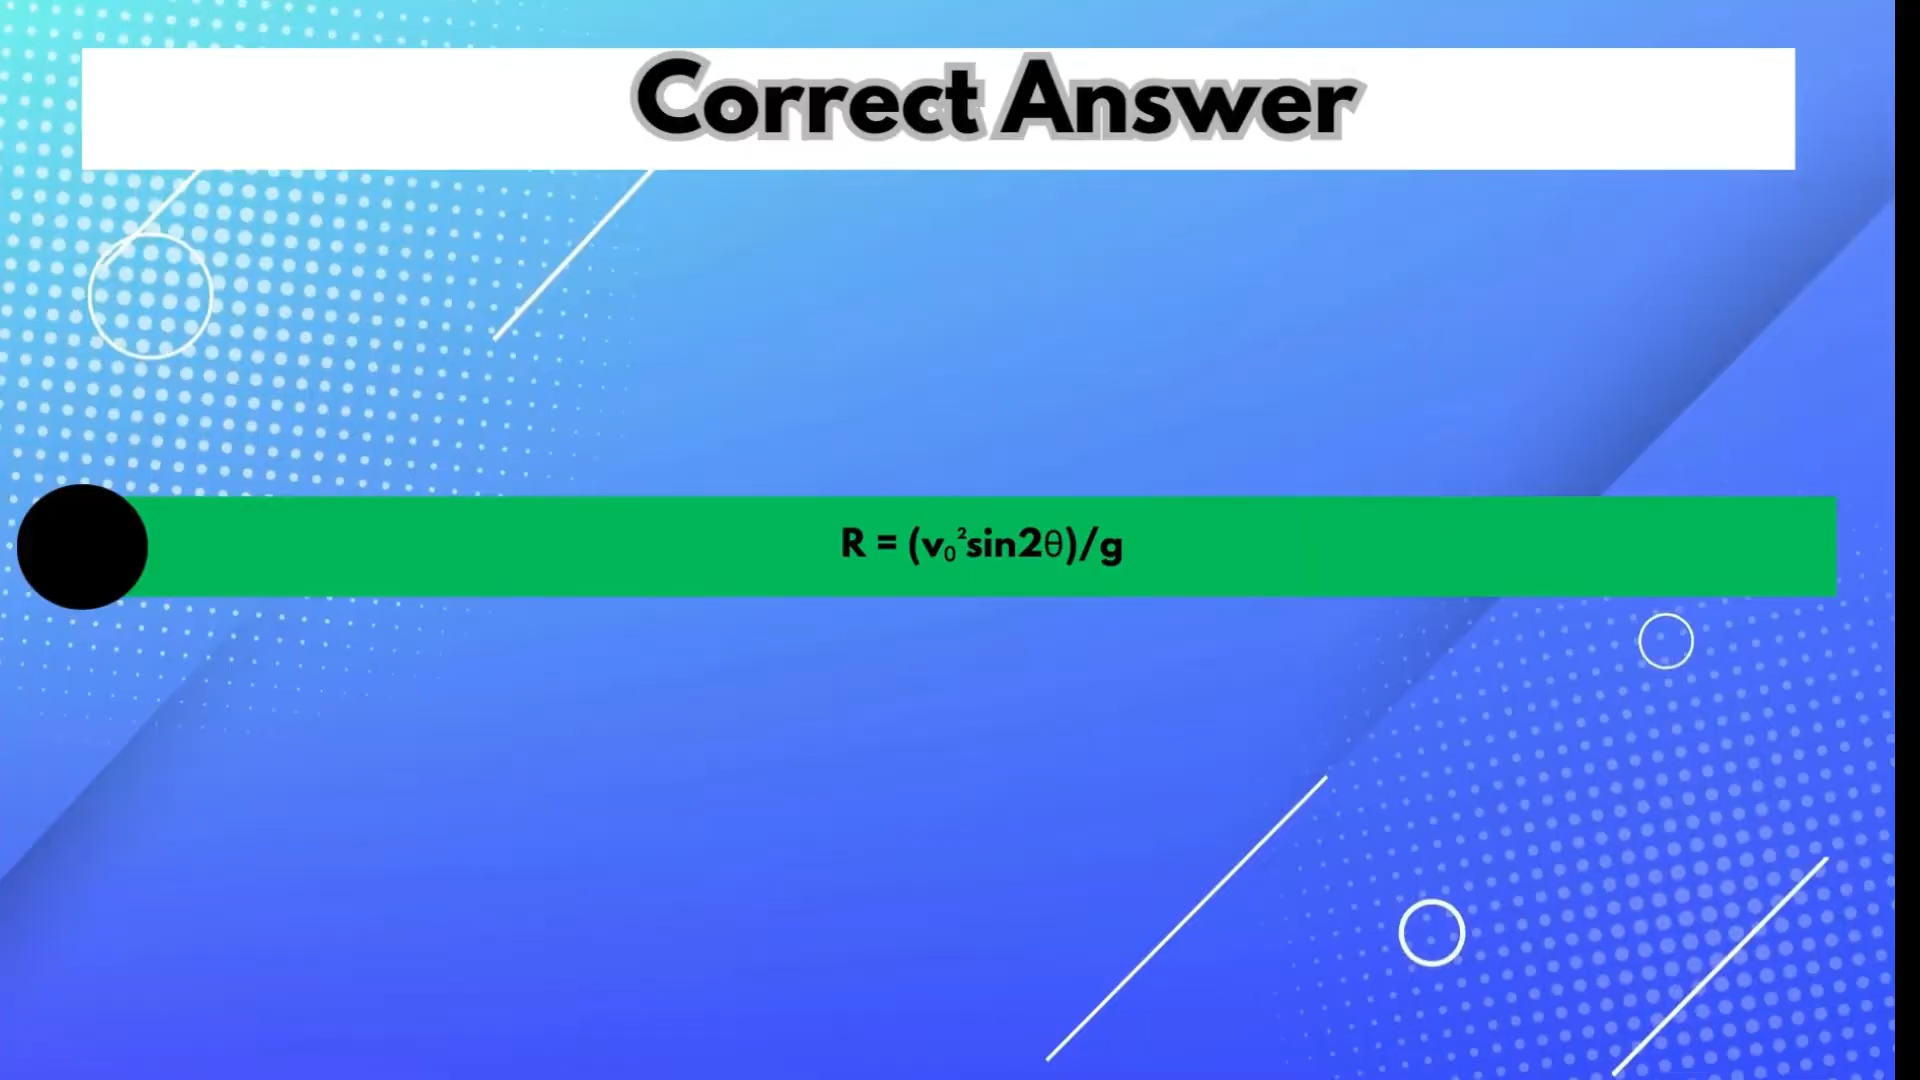 Correct Answer
R = (v₀²sin2θ)/g